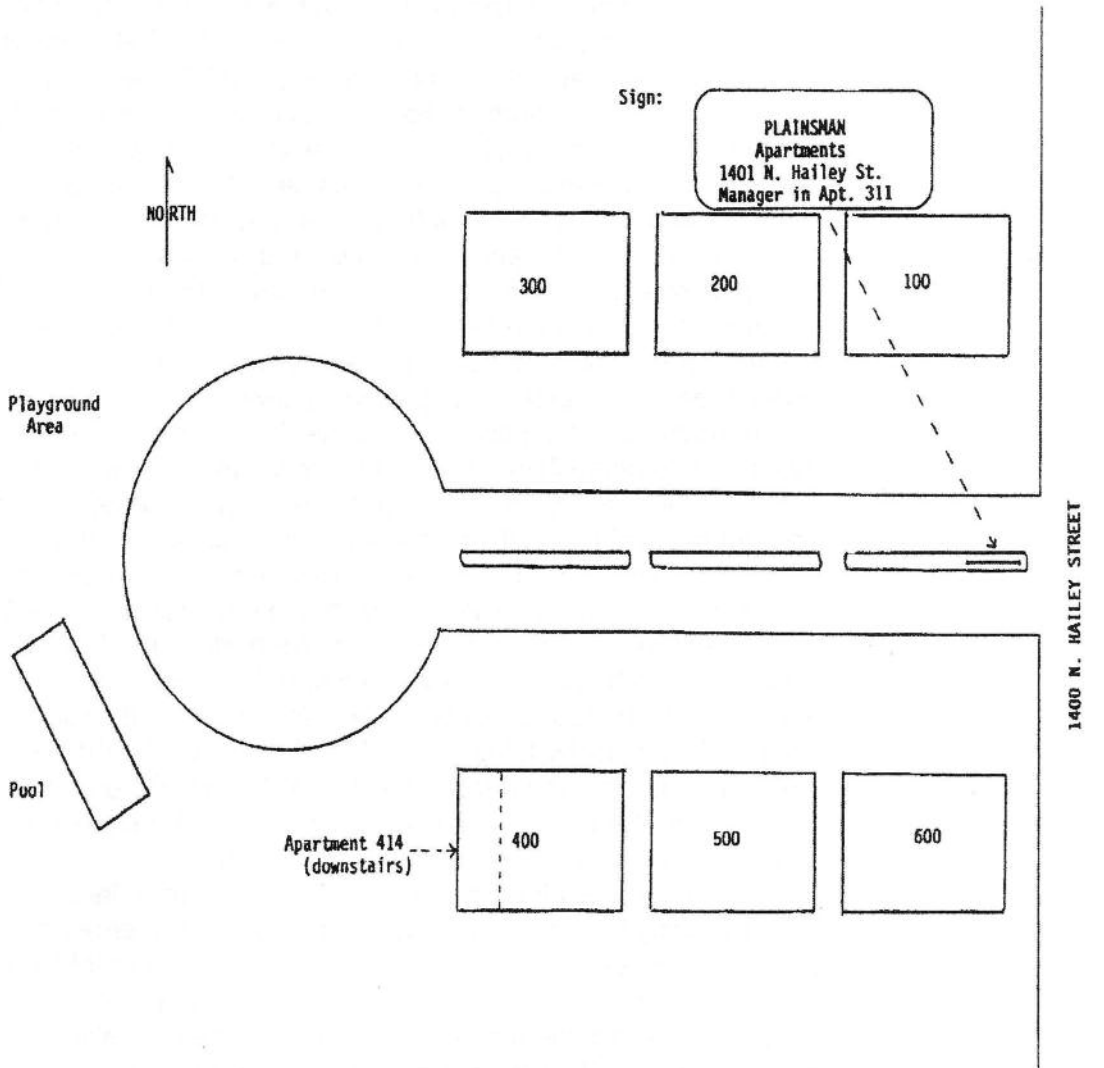 Sign:
PLAINSMAN
Apartments
1401 N. Hailey St.
Manager in Apt. 311
NORTH
300
200
100
Playground
Area
1400 N. HAILEY STREET
Pool
Apartment 414
(downstairs)
400
500
600